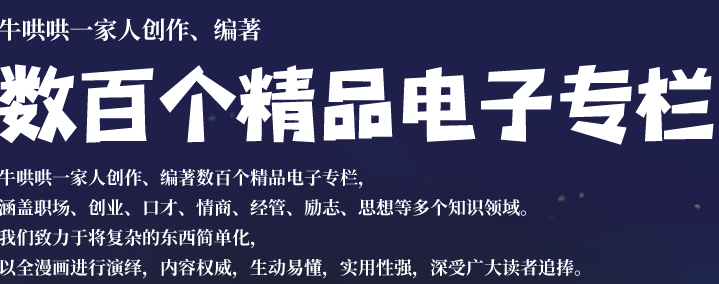 牛哄哄一家人创作、编著
数百个精品电子专栏
牛哄哄一家人创作、编著数百个精品电子专栏，
涵盖职场、创业、口才、情商、经管、励志、思想等多个知识领域。
我们致力于将复杂的东西简单化，
以全漫画进行演绎，内容权威，生动易懂，实用性强，深受广大读者追捧。